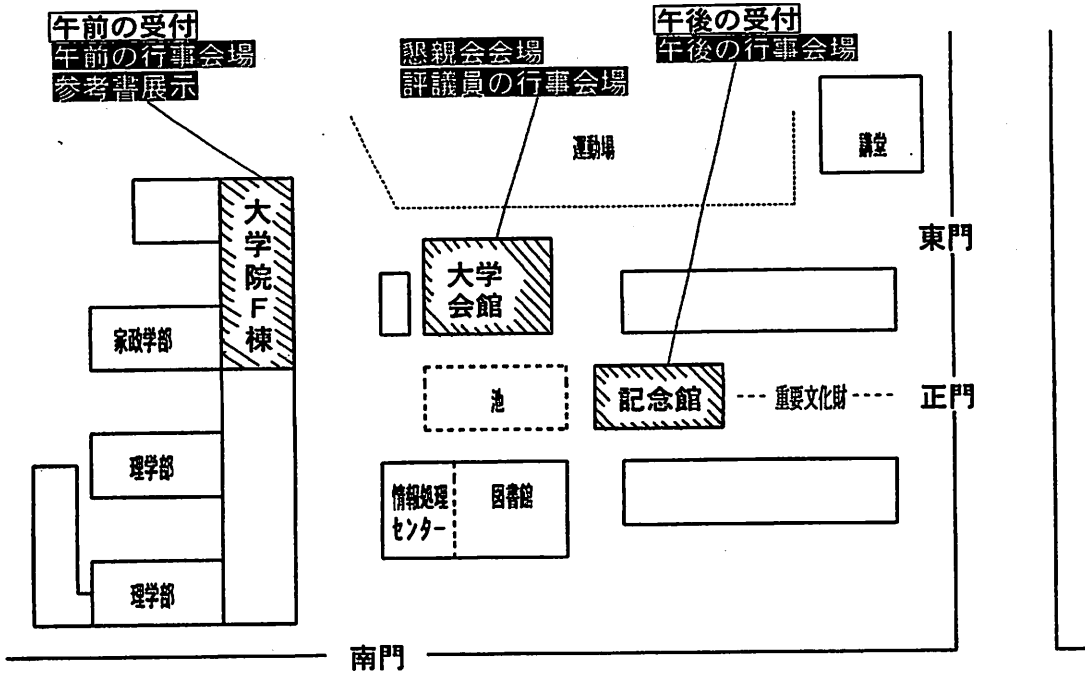 午前の受付
午前の行事会場
参考書展示
懇親会会場
評議員の行事会場
午後の受付
午後の行事会場
運動場
講堂
大学院F棟
東門
大学
会館
家政学部
池
記念館
重要文化財
正門
理学部
情報処理
センター
図書館
理学部
南門